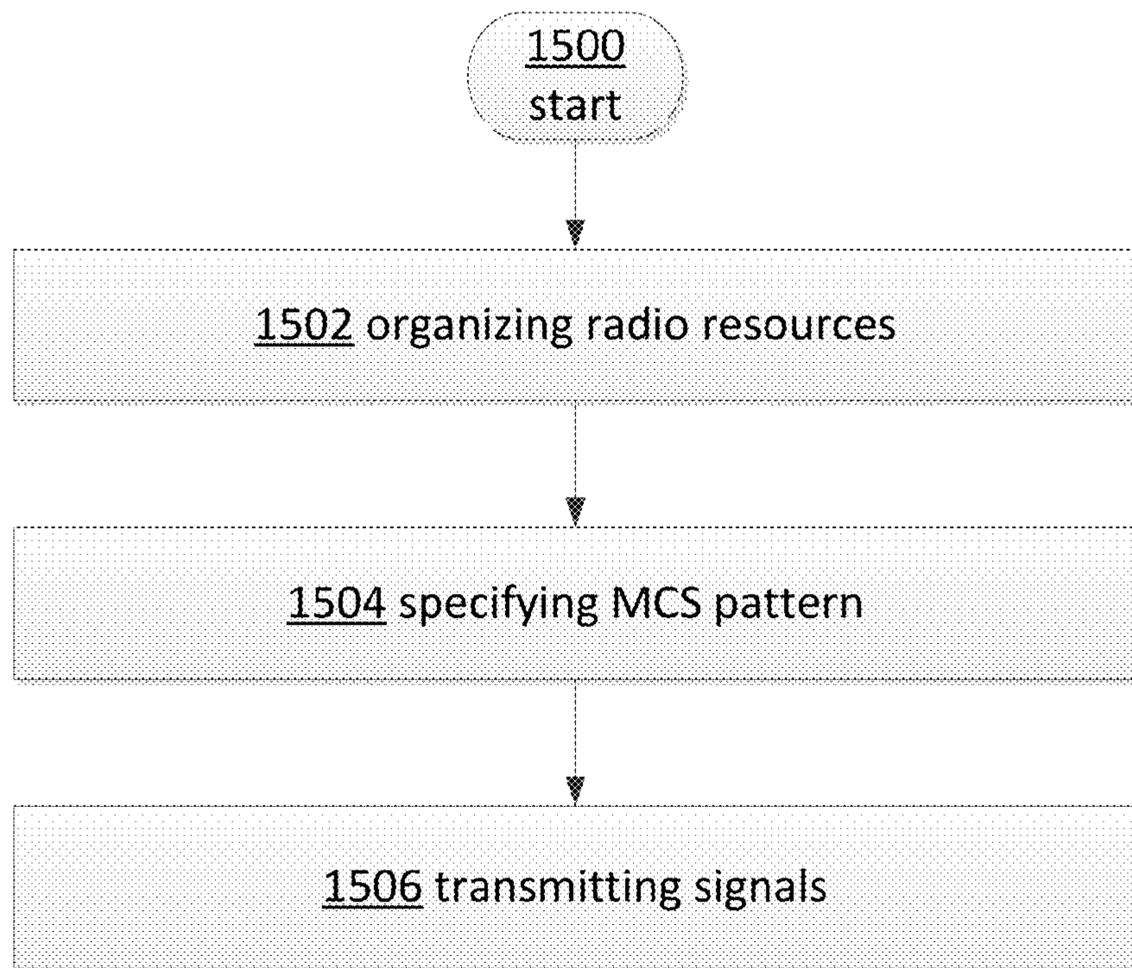 1500
start
1502 organizing radio resources
1504 specifying MCS pattern
1506 transmitting signals